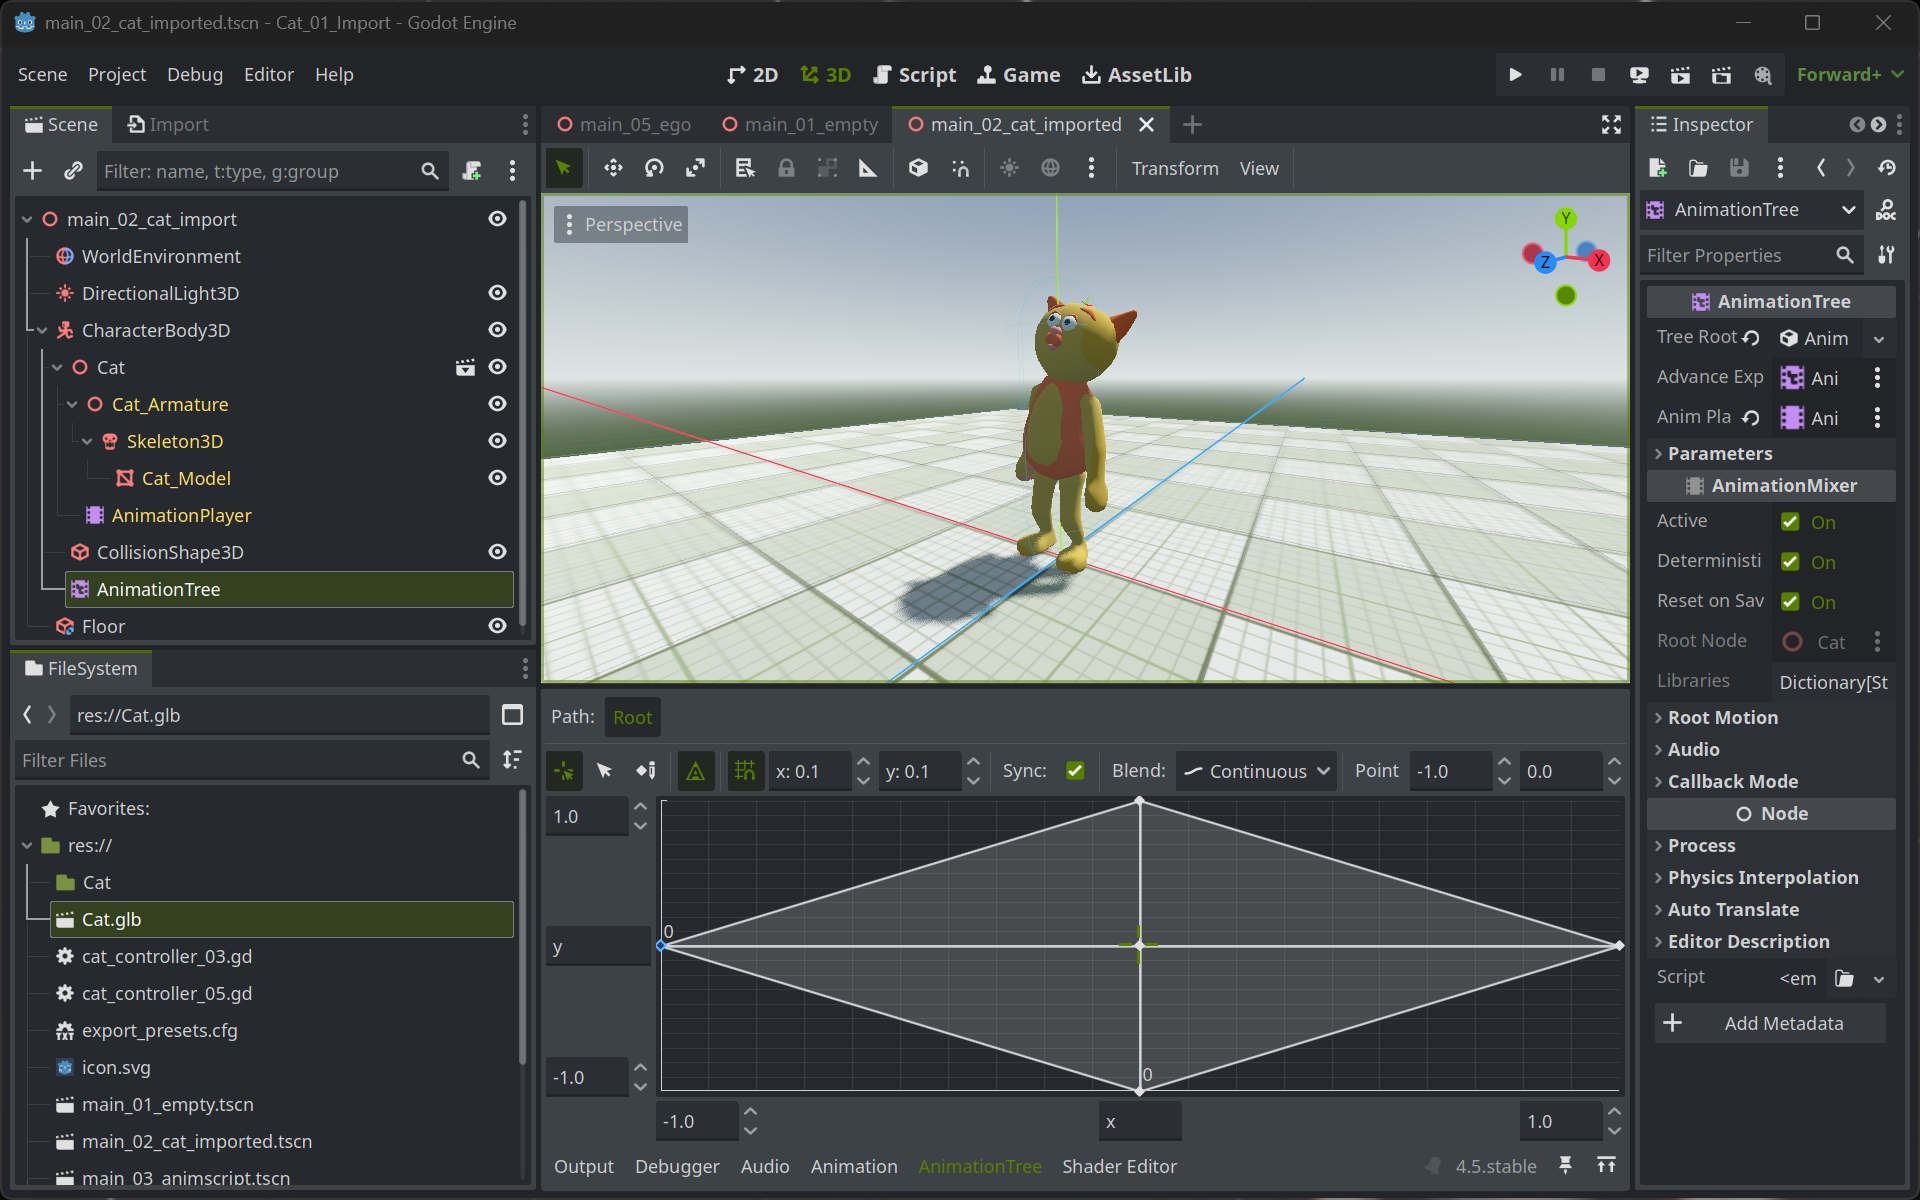 main_02_cat_imported.tscn - Cat_01_Import - Godot Engine
Scene Project Debug Editor Help
2D 3D Script Game AssetLib
Forward+
Scene Import
Filter: name, t:type, g:group
main_02_cat_import
WorldEnvironment
DirectionalLight3D
CharacterBody3D
Cat
Cat_Armature
Skeleton3D
Cat_Model
AnimationPlayer
CollisionShape3D
AnimationTree
Floor
FileSystem
res://Cat.glb
Filter Files
Favorites:
res://
Cat
Cat.glb
cat_controller_03.gd
cat_controller_05.gd
export_presets.cfg
icon.svg
main_01_empty.tscn
main_02_cat_imported.tscn
main_03_animscript.tscn
main_05_ego main_01_empty main_02_cat_imported
Transform View
Perspective
Y
Z X
Path: Root
x: 0.1 y: 0.1 Sync: Blend: Continuous Point -1.0 0.0
1.0
0
y
0
-1.0
-1.0 x 1.0
Output Debugger Audio Animation AnimationTree Shader Editor 4.5.stable
Inspector
AnimationTree
DOC
Filter Properties
AnimationTree
Tree Root Anim
Advance Exp Ani
Anim Pla Ani
Parameters
AnimationMixer
Active On
Deterministi On
Reset on Sav On
Root Node Cat
Libraries Dictionary[St
Root Motion
Audio
Callback Mode
Node
Process
Physics Interpolation
Auto Translate
Editor Description
Script <em
Add Metadata